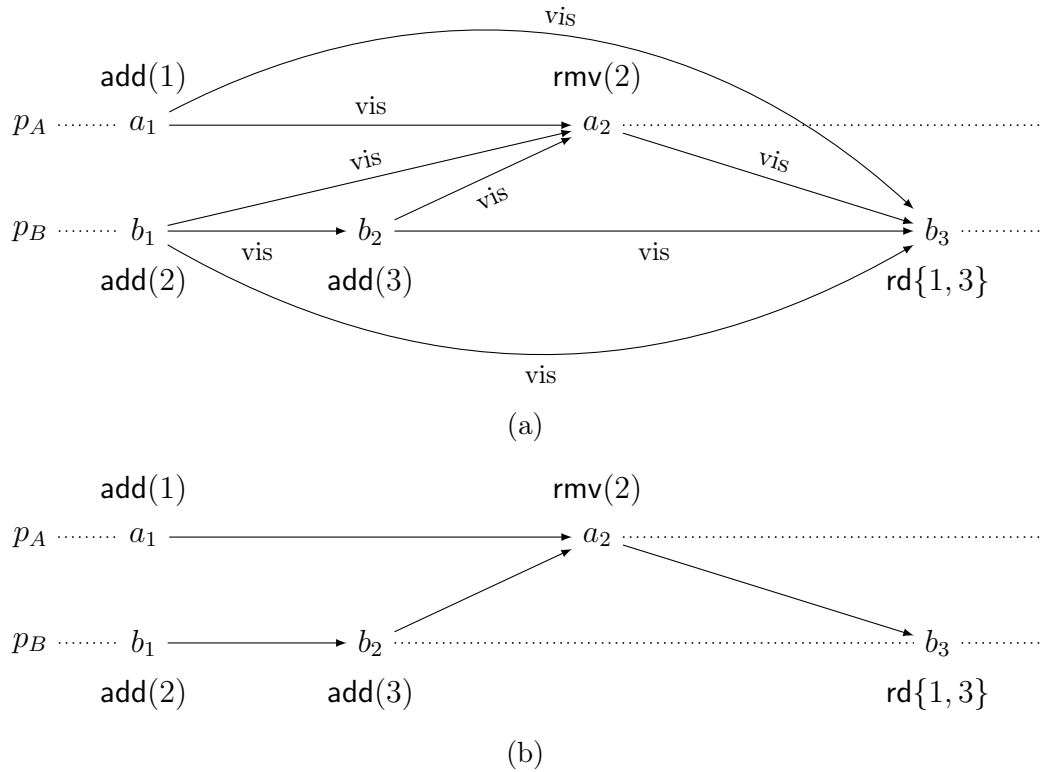 vis
add(1) rmv(2)
p_A a_1 vis a_2
vis vis
vis
p_B b_1 vis b_2 vis b_3
add(2) add(3) rd{1, 3}
vis
(a)
add(1) rmv(2)
p_A a_1 a_2
p_B b_1 b_2 b_3
add(2) add(3) rd{1, 3}
(b)